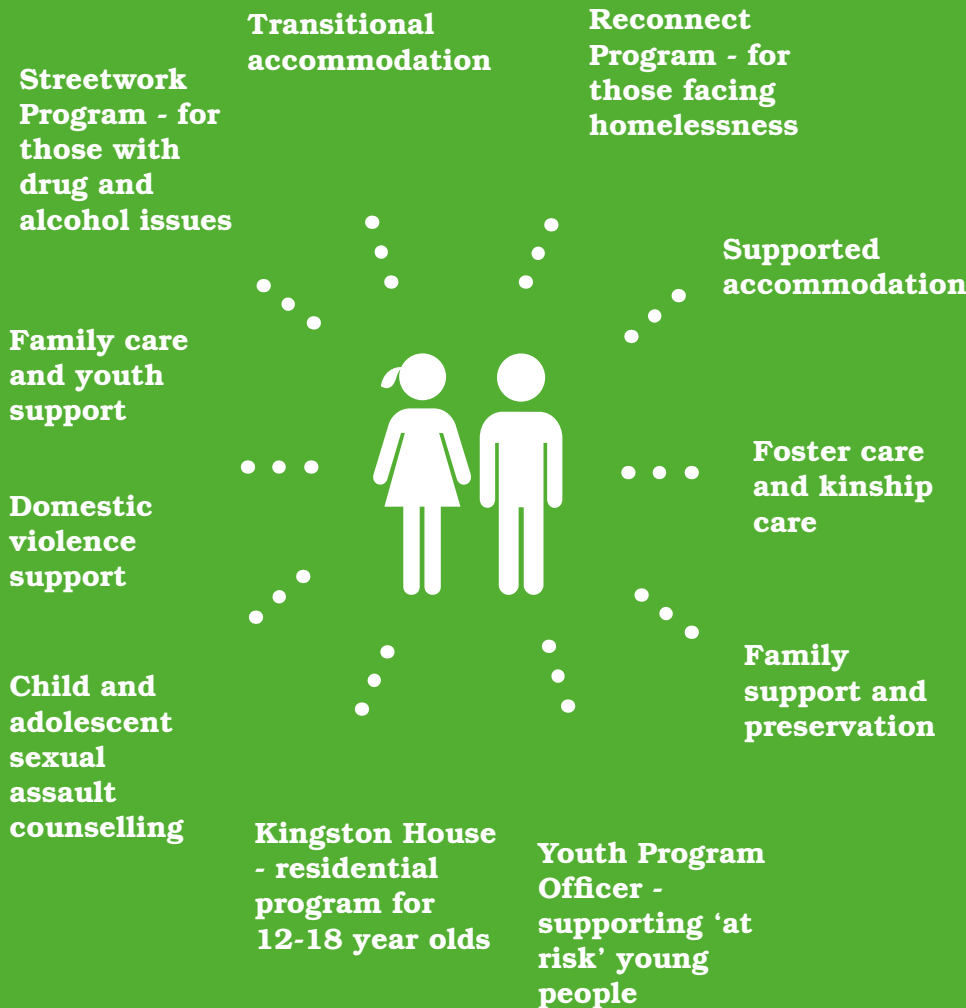 Transitional
accommodation
Reconnect
Program - for
those facing
homelessness
Streetwork
Program - for
those with
drug and
alcohol issues
Supported
accommodation
Family care
and youth
support
Foster care
and kinship
care
Domestic
violence
support
Family
support and
preservation
Child and
adolescent
sexual
assault
counselling
Kingston House
- residential
program for
12-18 year olds
Youth Program
Officer -
supporting ‘at
risk’ young
people